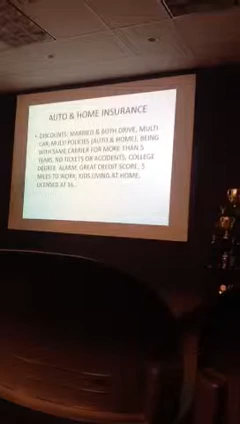 AUTO & HOME INSURANCE
• DISCOUNTS: MARRIED & BOTH DRIVE, MULTI
CAR, MULTI POLICIES (AUTO & HOME), BEING
WITH SAME CARRIER FOR MORE THAN 5
YEARS, NO TICKETS OR ACCIDENTS, COLLEGE
DEGREE, ALARM, GREAT CREDIT SCORE, 5
MILES TO WORK, KIDS LIVING AT HOME,
LICENSED AT 16,